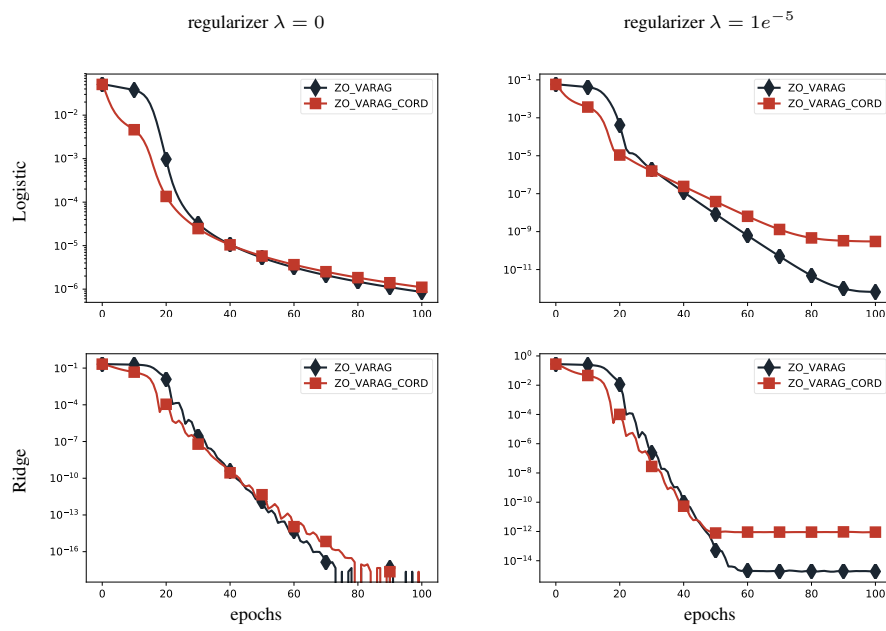 regularizer λ = 0
regularizer λ = 1e⁻⁵
Logistic
10⁻²
10⁻³
10⁻⁴
10⁻⁵
10⁻⁶
ZO_VARAG
ZO_VARAG_CORD
0 20 40 60 80 100
10⁻¹
10⁻³
10⁻⁵
10⁻⁷
10⁻⁹
10⁻¹¹
ZO_VARAG
ZO_VARAG_CORD
0 20 40 60 80 100
Ridge
10⁻¹
10⁻⁴
10⁻⁷
10⁻¹⁰
10⁻¹³
10⁻¹⁶
ZO_VARAG
ZO_VARAG_CORD
0 20 40 60 80 100
epochs
10⁰
10⁻²
10⁻⁴
10⁻⁶
10⁻⁸
10⁻¹⁰
10⁻¹²
10⁻¹⁴
ZO_VARAG
ZO_VARAG_CORD
0 20 40 60 80 100
epochs